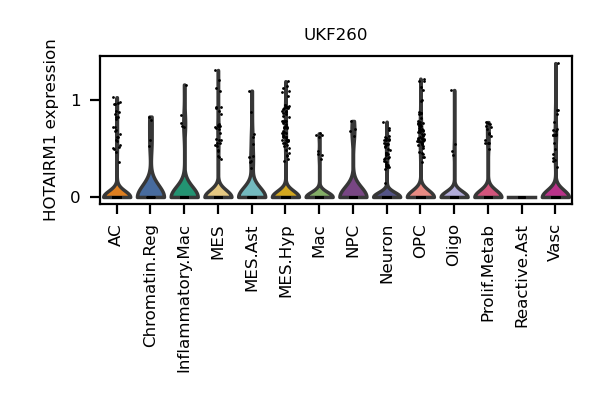 UKF260
HOTAIRM1 expression
1
0
AC
Chromatin.Reg
Inflammatory.Mac
MES
MES.Ast
MES.Hyp
Mac
NPC
Neuron
OPC
Oligo
Prolif.Metab
Reactive.Ast
Vasc